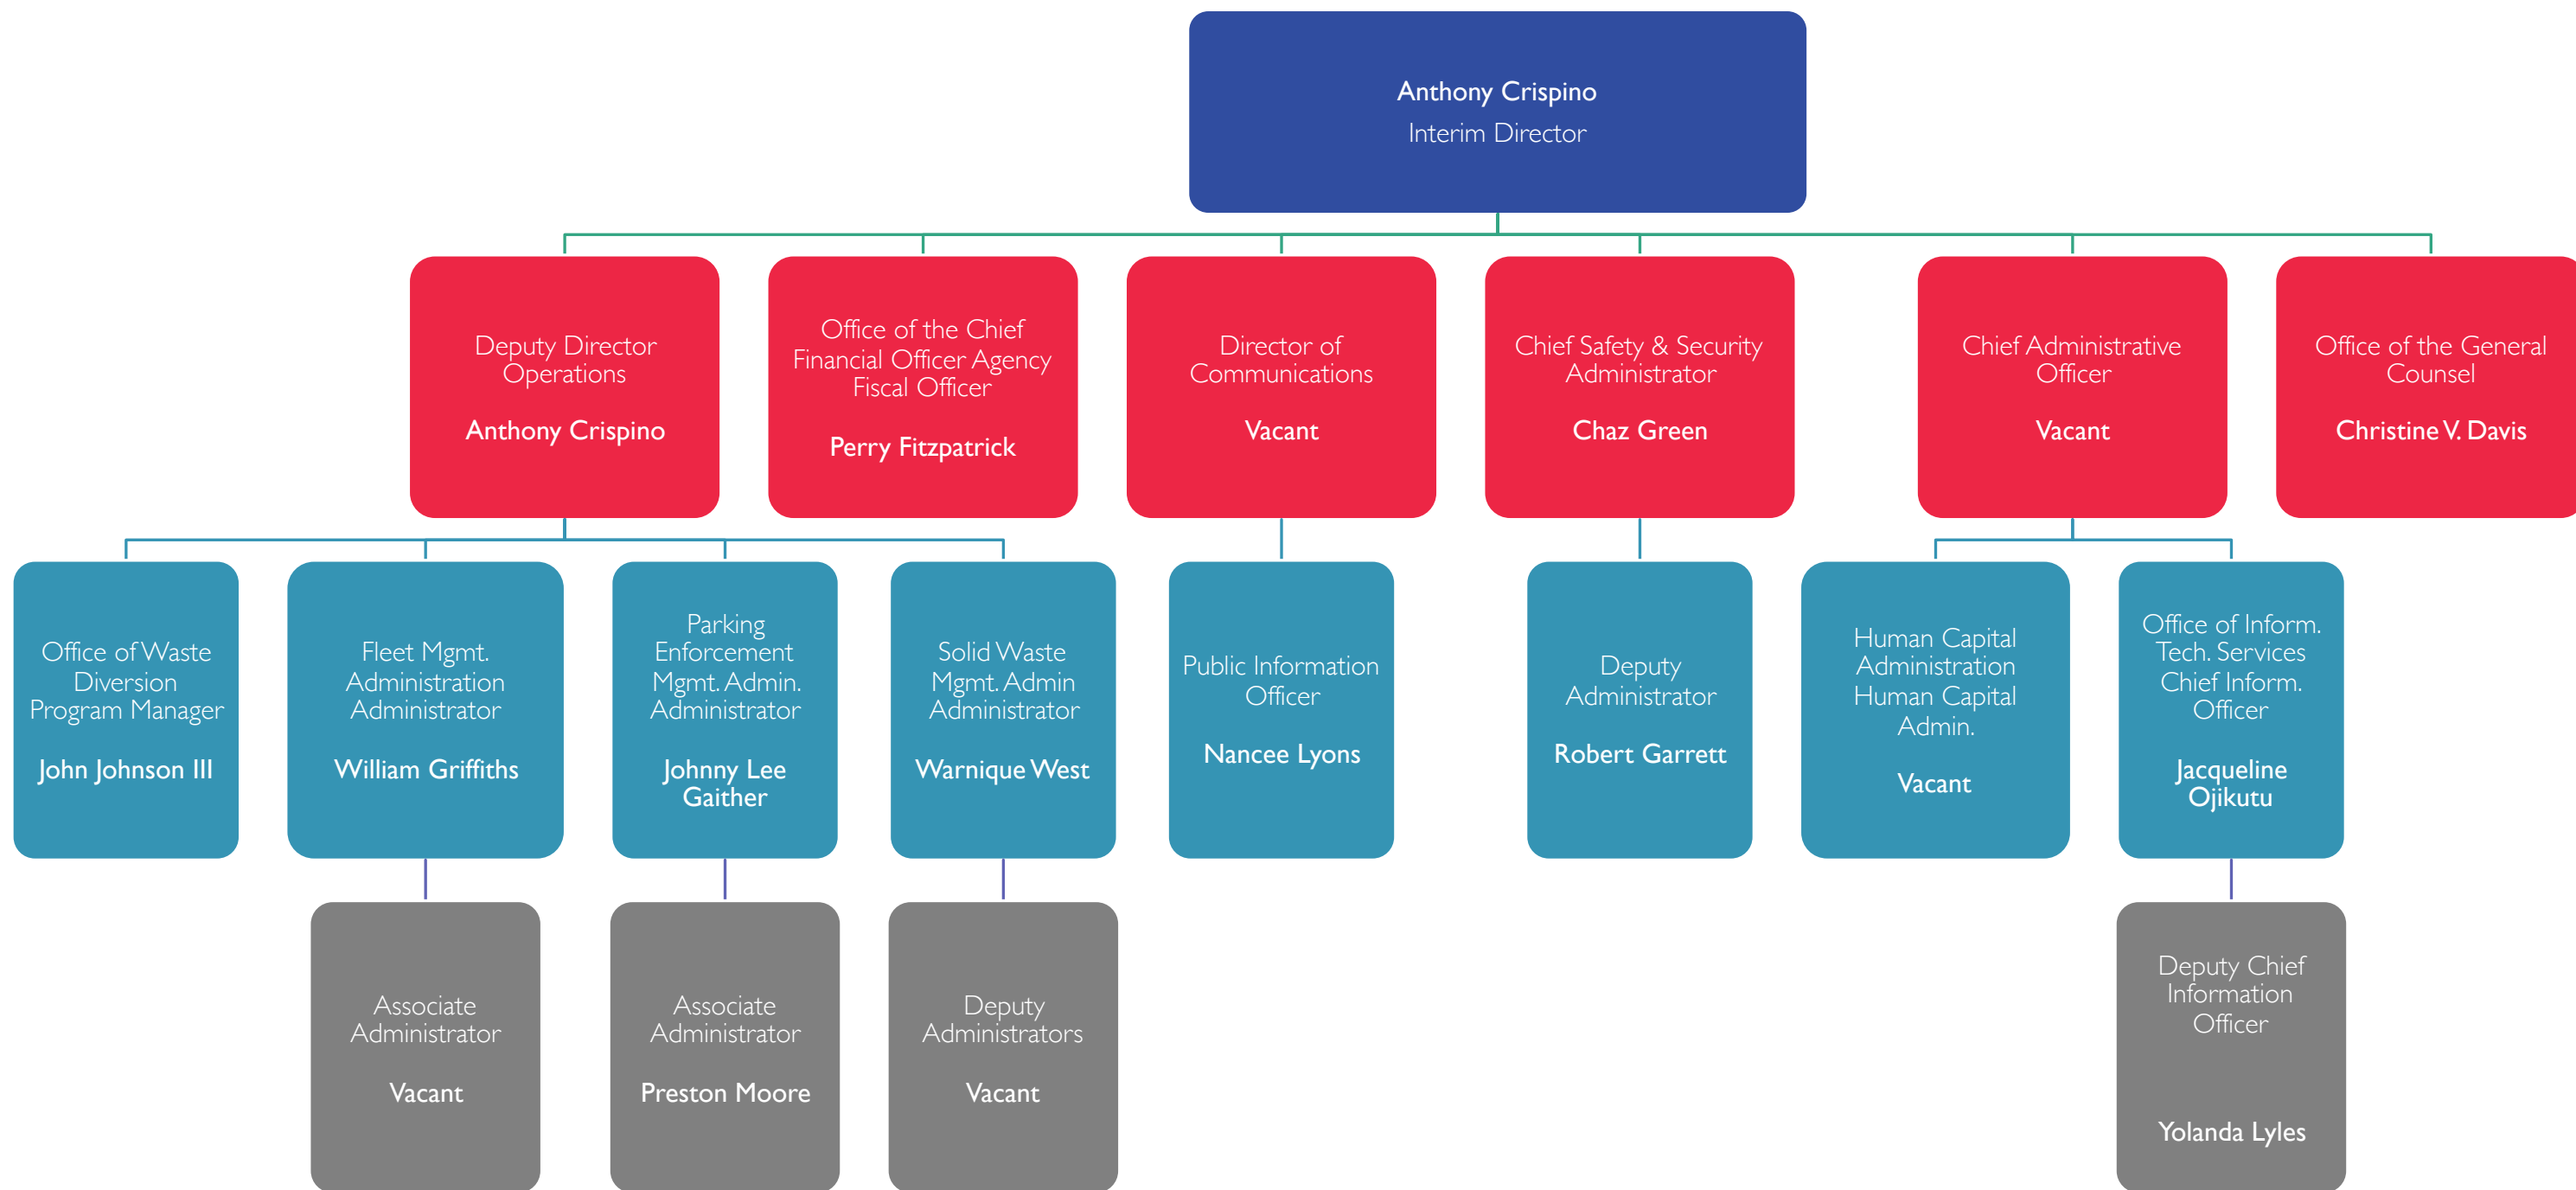 Anthony Crispino
Interim Director
Deputy Director
Operations
Anthony Crispino
Office of the Chief
Financial Officer Agency
Fiscal Officer
Perry Fitzpatrick
Director of
Communications
Vacant
Chief Safety & Security
Administrator
Chaz Green
Chief Administrative
Officer
Vacant
Office of the General
Counsel
Christine V. Davis
Office of Waste
Diversion
Program Manager
John Johnson III
Fleet Mgmt.
Administration
Administrator
William Griffiths
Parking
Enforcement
Mgmt. Admin.
Administrator
Johnny Lee
Gaither
Solid Waste
Mgmt. Admin
Administrator
Warnique West
Public Information
Officer
Nancee Lyons
Deputy
Administrator
Robert Garrett
Human Capital
Administration
Human Capital
Admin.
Vacant
Office of Inform.
Tech. Services
Chief Inform.
Officer
Jacqueline
Ojikutu
Associate
Administrator
Vacant
Associate
Administrator
Preston Moore
Deputy
Administrators
Vacant
Deputy Chief
Information
Officer
Yolanda Lyles